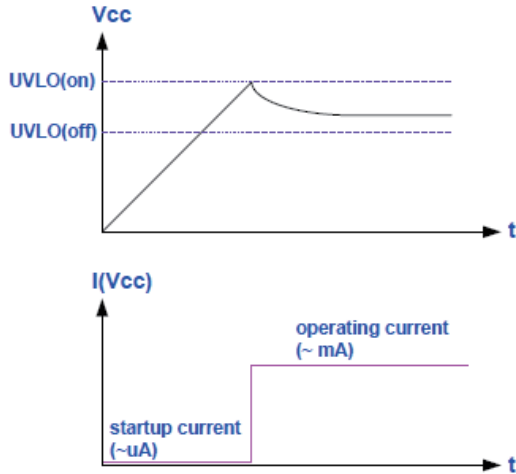 Vcc
UVLO(on)
UVLO(off)
t
I(Vcc)
operating current
(~ mA)
startup current
(~uA)
t